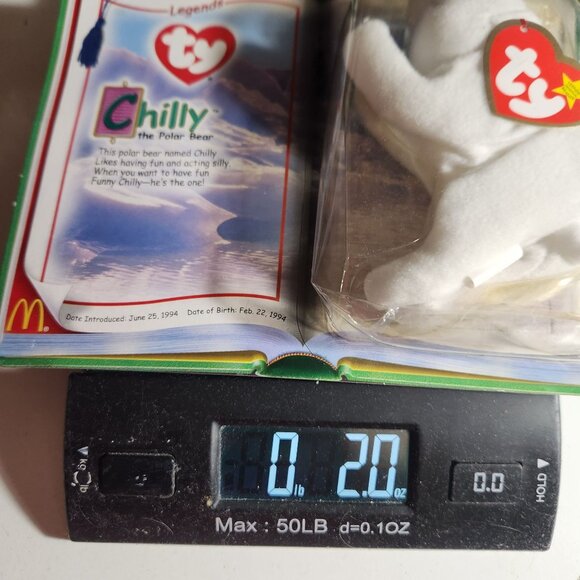 Legends
ty
Chilly™
the Polar Bear
This polar bear named Chilly
Likes having fun and acting silly
When you want to have fun
Funny Chilly—he's the one!
Date Introduced: June 25, 1994 Date of Birth: Feb. 22, 1994
ty
0 lb 2.0 oz
0.0
HOLD
Max : 50LB d=0.1OZ